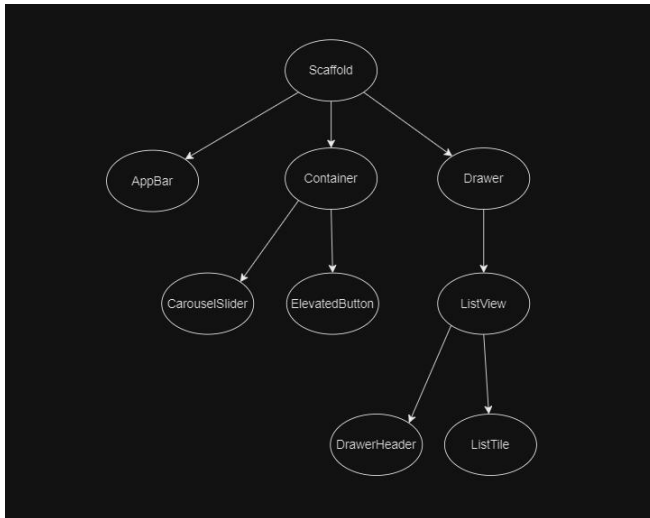 Scaffold
AppBar
Container
Drawer
CarouselSlider
ElevatedButton
ListView
DrawerHeader
ListTile